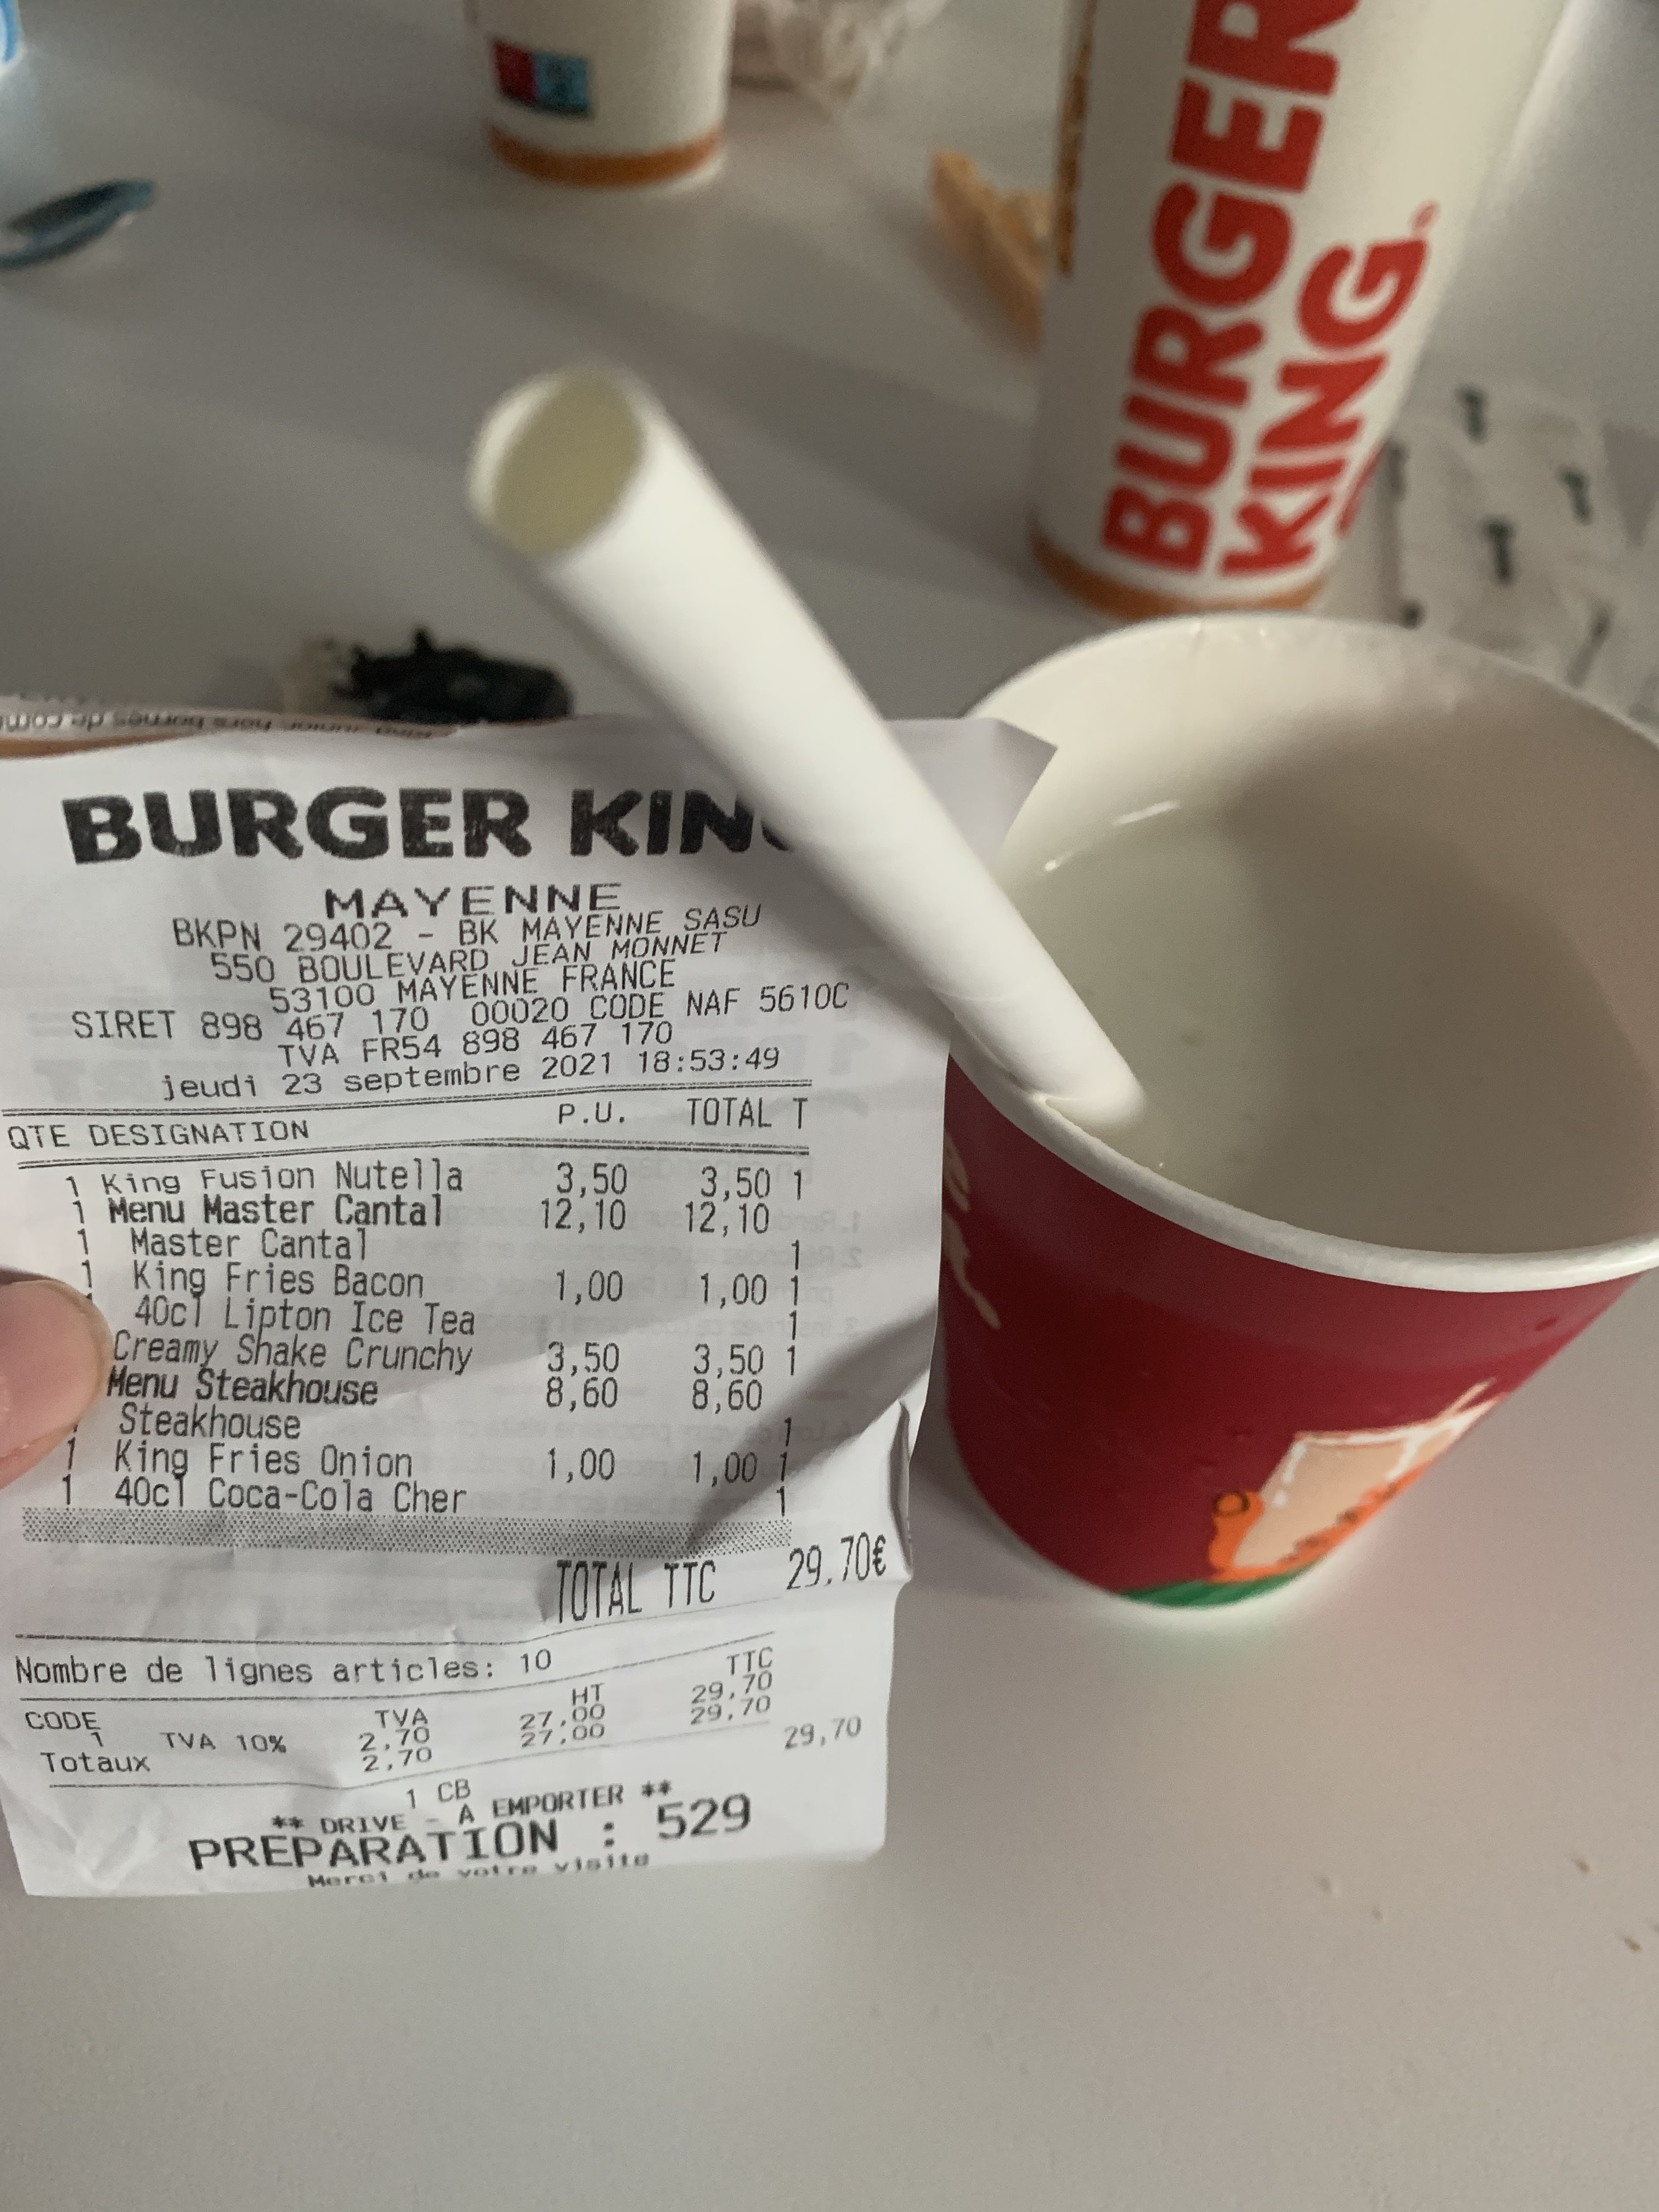 BURGER
KING®
BURGER KIN
MAYENNE
BKPN 29402 - BK MAYENNE SASU
550 BOULEVARD JEAN MONNET
53100 MAYENNE FRANCE
SIRET 898 467 170 00020 CODE NAF 5610C
TVA FR54 898 467 170
jeudi 23 septembre 2021 18:53:49
QTE DESIGNATION P.U. TOTAL T
1 King Fusion Nutella 3,50 3,50 1
1 Menu Master Cantal 12,10 12,10
1 Master Cantal 1
1 King Fries Bacon 1,00 1,00 1
40cl Lipton Ice Tea 1
Creamy Shake Crunchy 3,50 3,50 1
Menu Steakhouse 8,60 8,60
Steakhouse 1
1 King Fries Onion 1,00 1,00 1
1 40cl Coca-Cola Cher 1
TOTAL TTC 29.70€
Nombre de lignes articles: 10
CODE TVA HT TTC
1 TVA 10% 2,70 27,00 29,70
Totaux 2,70 27,00 29,70
1 CB 29,70
** DRIVE - A EMPORTER **
PREPARATION : 529
Merci de votre visite